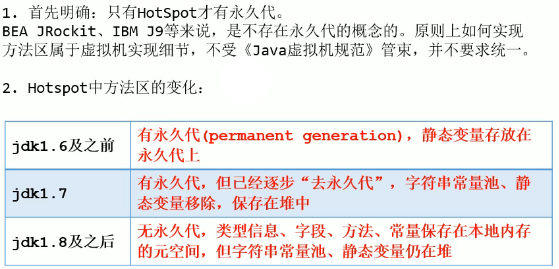 1. 首先明确：只有HotSpot才有永久代。
BEA JRockit、IBM J9等来说，是不存在永久代的概念的。原则上如何实现
方法区属于虚拟机实现细节，不受《Java虚拟机规范》管束，并不要求统一。
2. Hotspot中方法区的变化：
jdk1.6及之前
有永久代(permanent generation)，静态变量存放在
永久代上
jdk1.7
有永久代，但已经逐步“去永久代”，字符串常量池、静
态变量移除，保存在堆中
jdk1.8及之后
无永久代，类型信息、字段、方法、常量保存在本地内存
的元空间，但字符串常量池、静态变量仍在堆